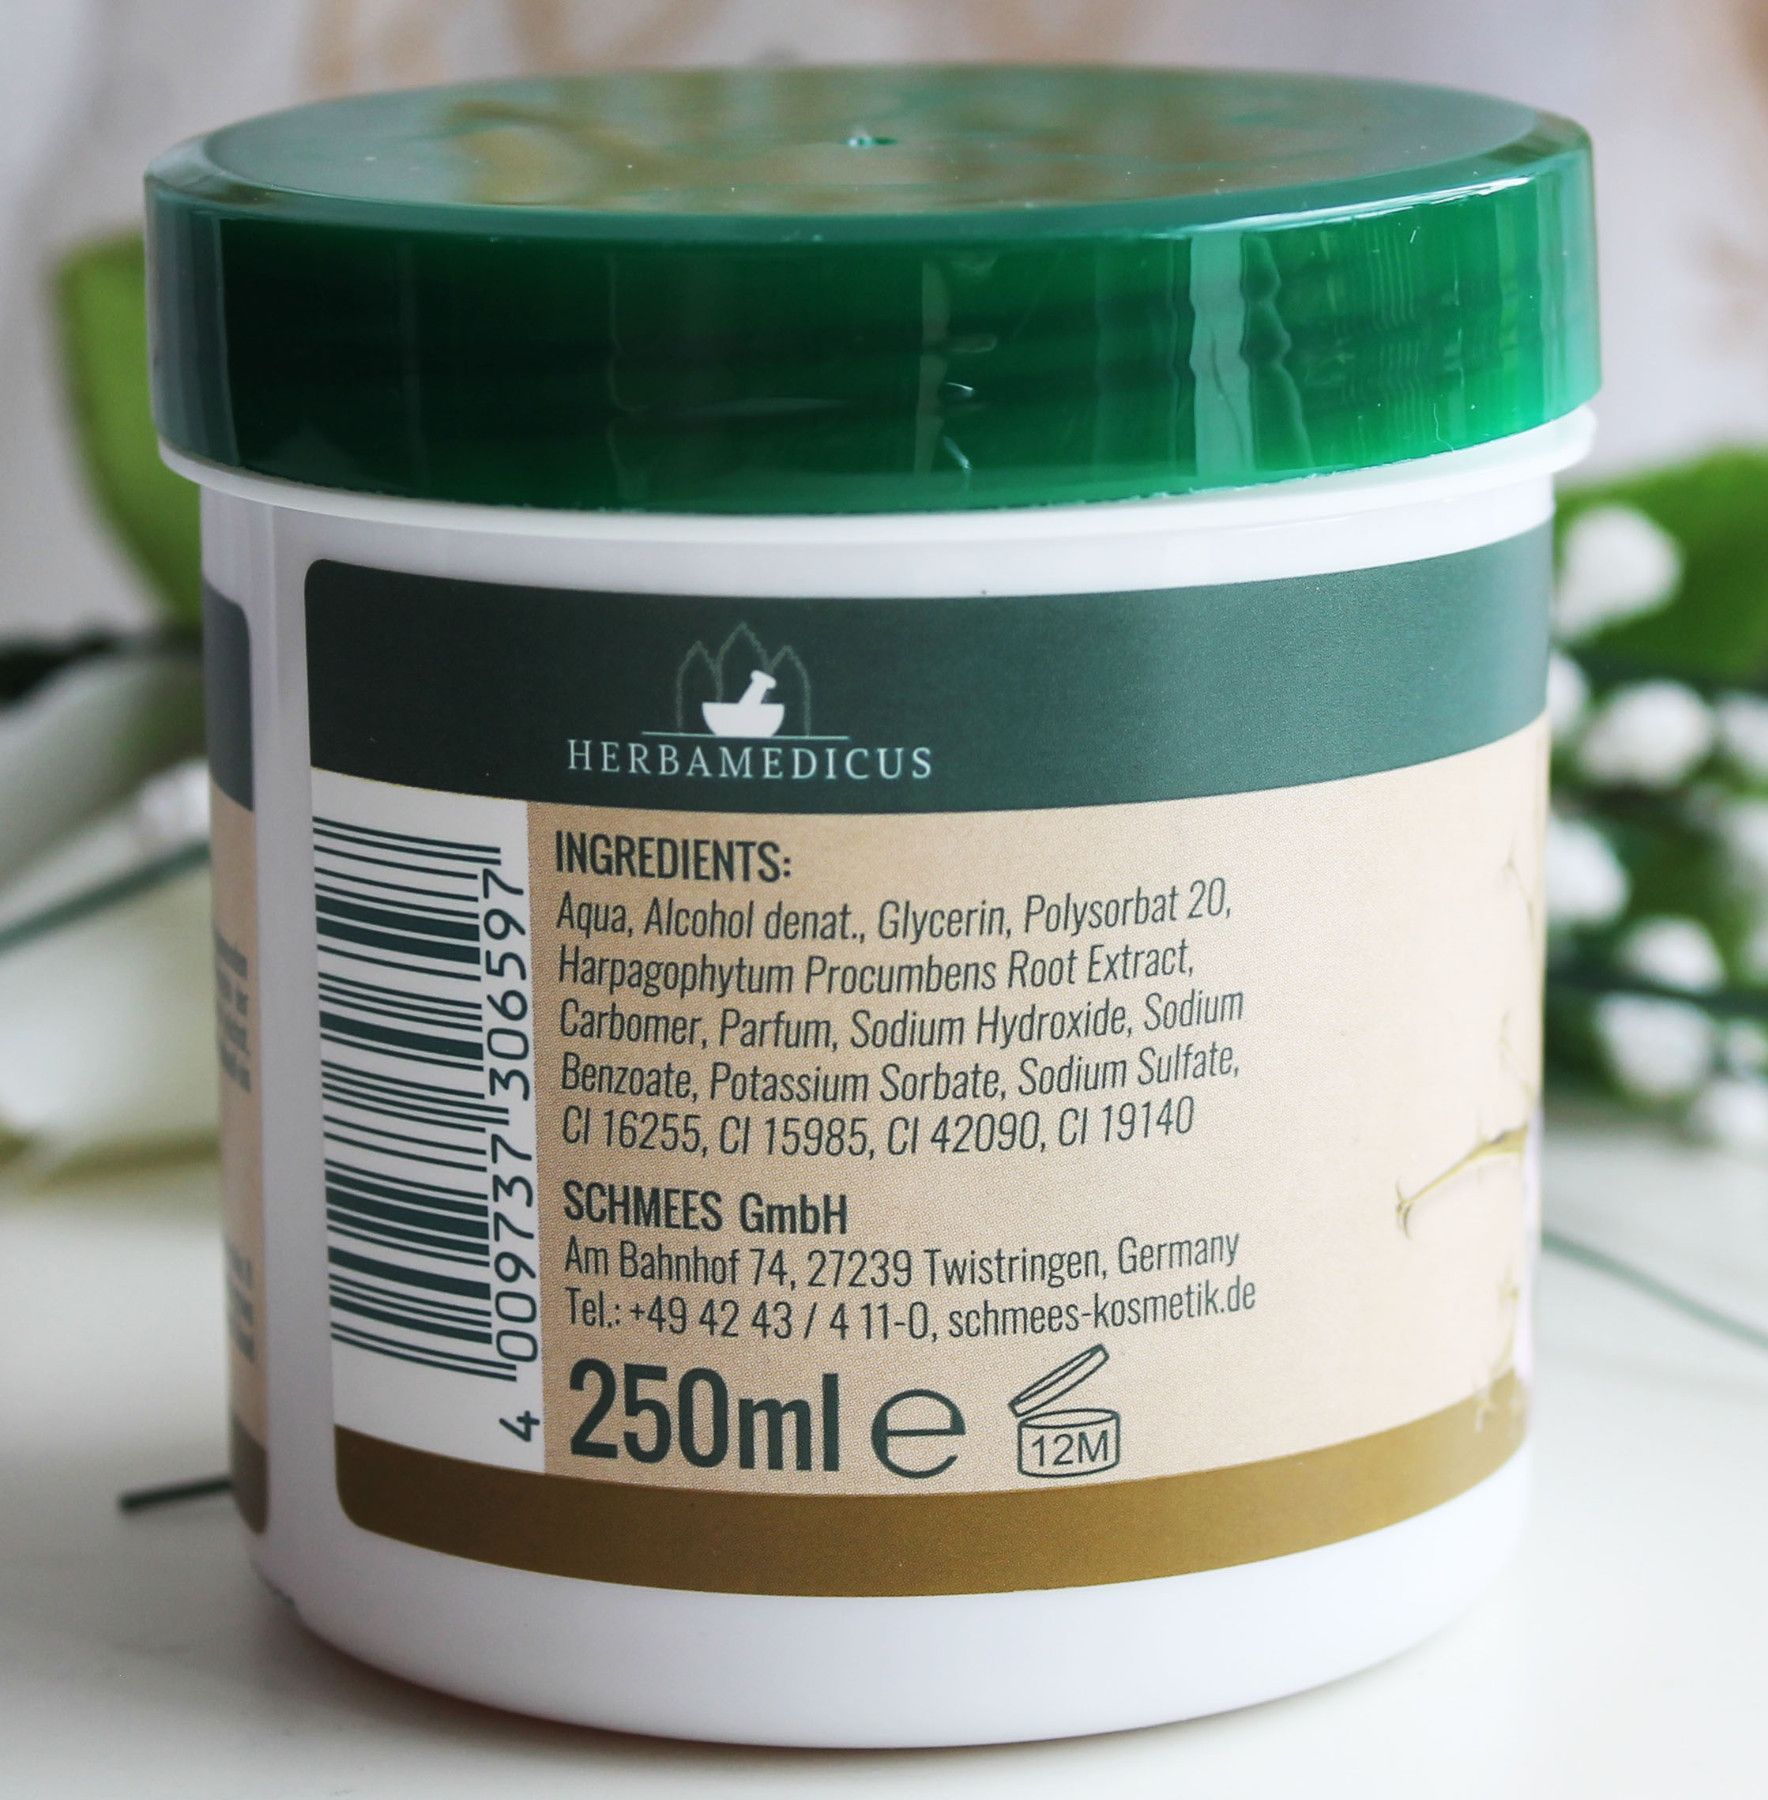 HERBAMEDICUS
INGREDIENTS:
Aqua, Alcohol denat., Glycerin, Polysorbat 20,
Harpagophytum Procumbens Root Extract,
Carbomer, Parfum, Sodium Hydroxide, Sodium
Benzoate, Potassium Sorbate, Sodium Sulfate,
CI 16255, CI 15985, CI 42090, CI 19140
SCHMEES GmbH
Am Bahnhof 74, 27239 Twistringen, Germany
Tel.: +49 42 43 / 4 11-0, schmees-kosmetik.de
250ml e
12M
4 009737 306597